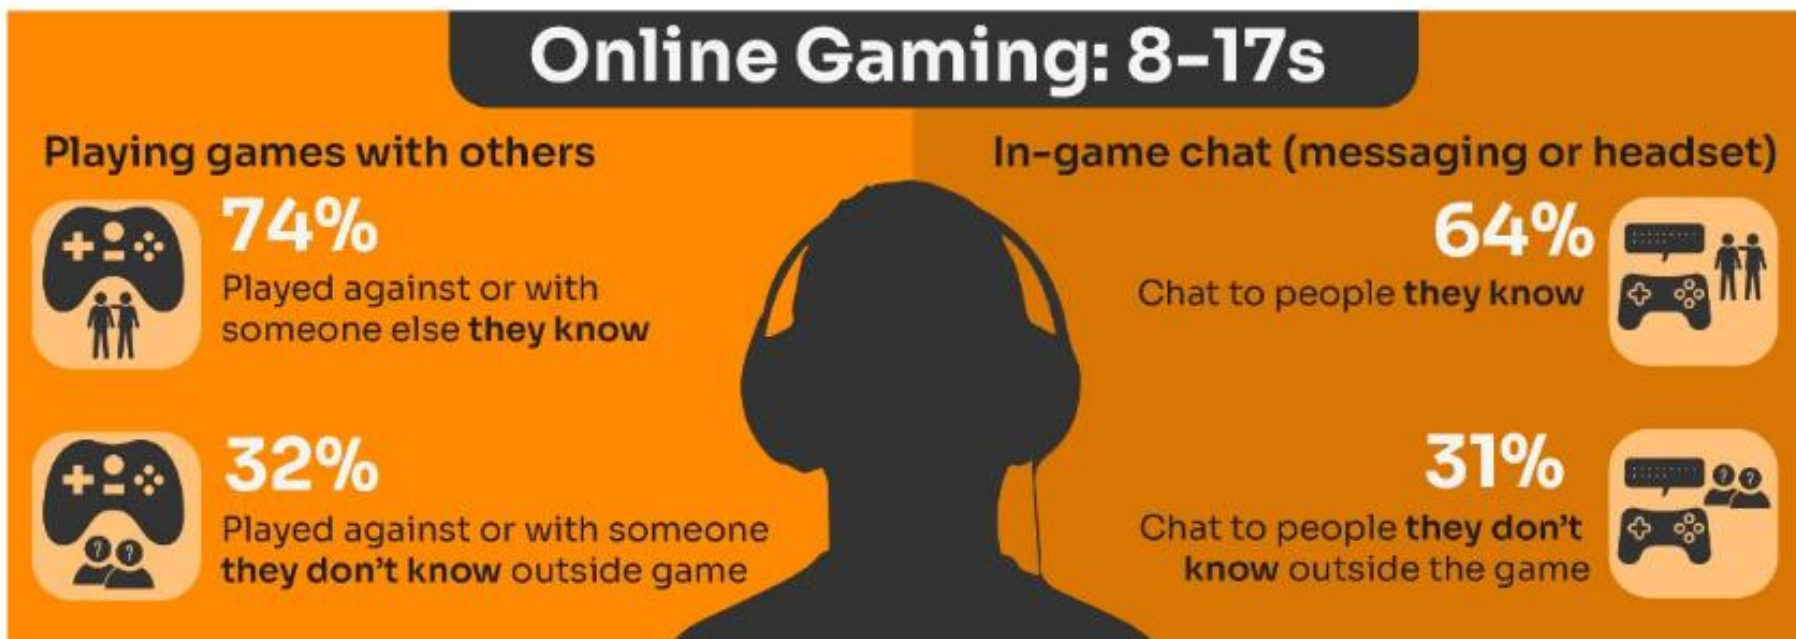 Online Gaming: 8-17s
Playing games with others
74%
Played against or with
someone else they know
32%
Played against or with someone
they don't know outside game
In-game chat (messaging or headset)
64%
Chat to people they know
31%
Chat to people they don't
know outside the game